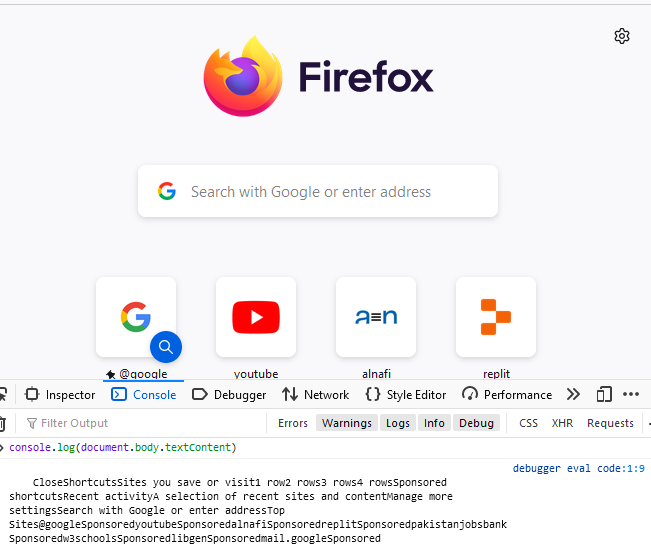 Firefox
Search with Google or enter address
@google
youtube
alnafi
replit
Inspector Console Debugger Network Style Editor Performance
Filter Output Errors Warnings Logs Info Debug CSS XHR Requests
console.log(document.body.textContent)
debugger eval code:1:9
CloseShortcutsSites you save or visit1 row2 rows3 rows4 rowsSponsored
shortcutsRecent activityA selection of recent sites and contentManage more
settingsSearch with Google or enter addressTop
Sites@googleSponsoredyoutubeSponsoredalnafiSponsoredreplitSponsoredpakistanjobsbank
Sponsoredw3schoolsSponsoredlibgenSponsoredmail.googleSponsored